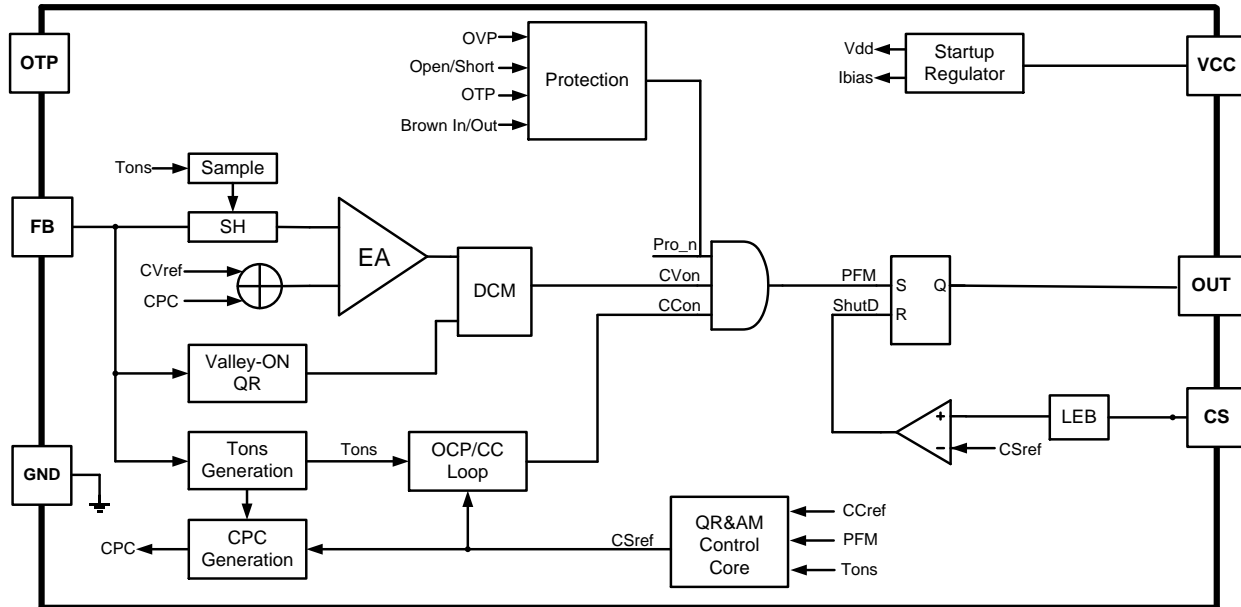 OTP
OVP
Open/Short
OTP
Brown In/Out
Protection
Vdd
Ibias
Startup
Regulator
VCC
Tons
Sample
FB
SH
EA
CVref
CPC
DCM
Pro_n
CVon
CCon
PFM
ShutD
S
R
Q
OUT
Valley-ON
QR
+
−
LEB
CS
CSref
GND
Tons
Generation
Tons
OCP/CC
Loop
CPC
CPC
Generation
CSref
QR&AM
Control
Core
CCref
PFM
Tons